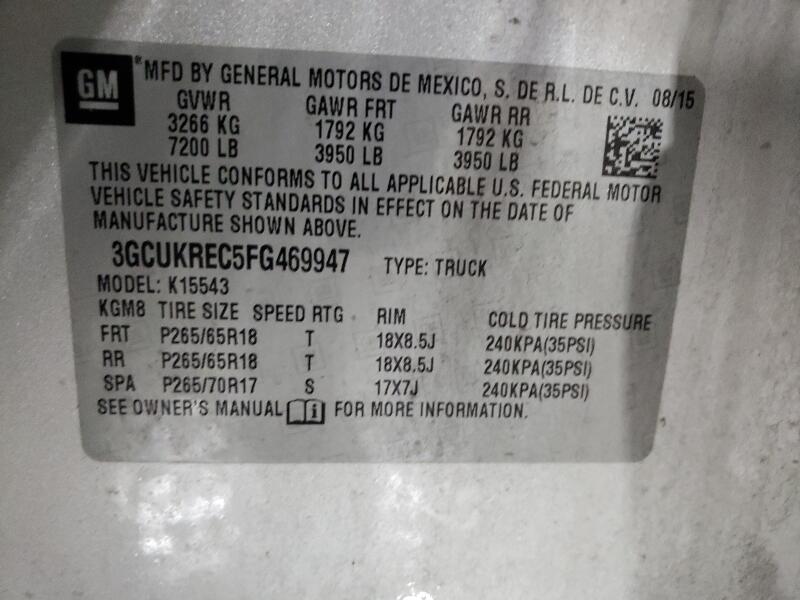 GM
*MFD BY GENERAL MOTORS DE MEXICO, S. DE R.L. DE C.V. 08/15
GVWR GAWR FRT GAWR RR
3266 KG 1792 KG 1792 KG
7200 LB 3950 LB 3950 LB
THIS VEHICLE CONFORMS TO ALL APPLICABLE U.S. FEDERAL MOTOR
VEHICLE SAFETY STANDARDS IN EFFECT ON THE DATE OF
MANUFACTURE SHOWN ABOVE.
3GCUKREC5FG469947 TYPE: TRUCK
MODEL: K15543
KGM8 TIRE SIZE SPEED RTG RIM COLD TIRE PRESSURE
FRT P265/65R18 T 18X8.5J 240KPA(35PSI)
RR P265/65R18 T 18X8.5J 240KPA(35PSI)
SPA P265/70R17 S 17X7J 240KPA(35PSI)
SEE OWNER'S MANUAL i FOR MORE INFORMATION.